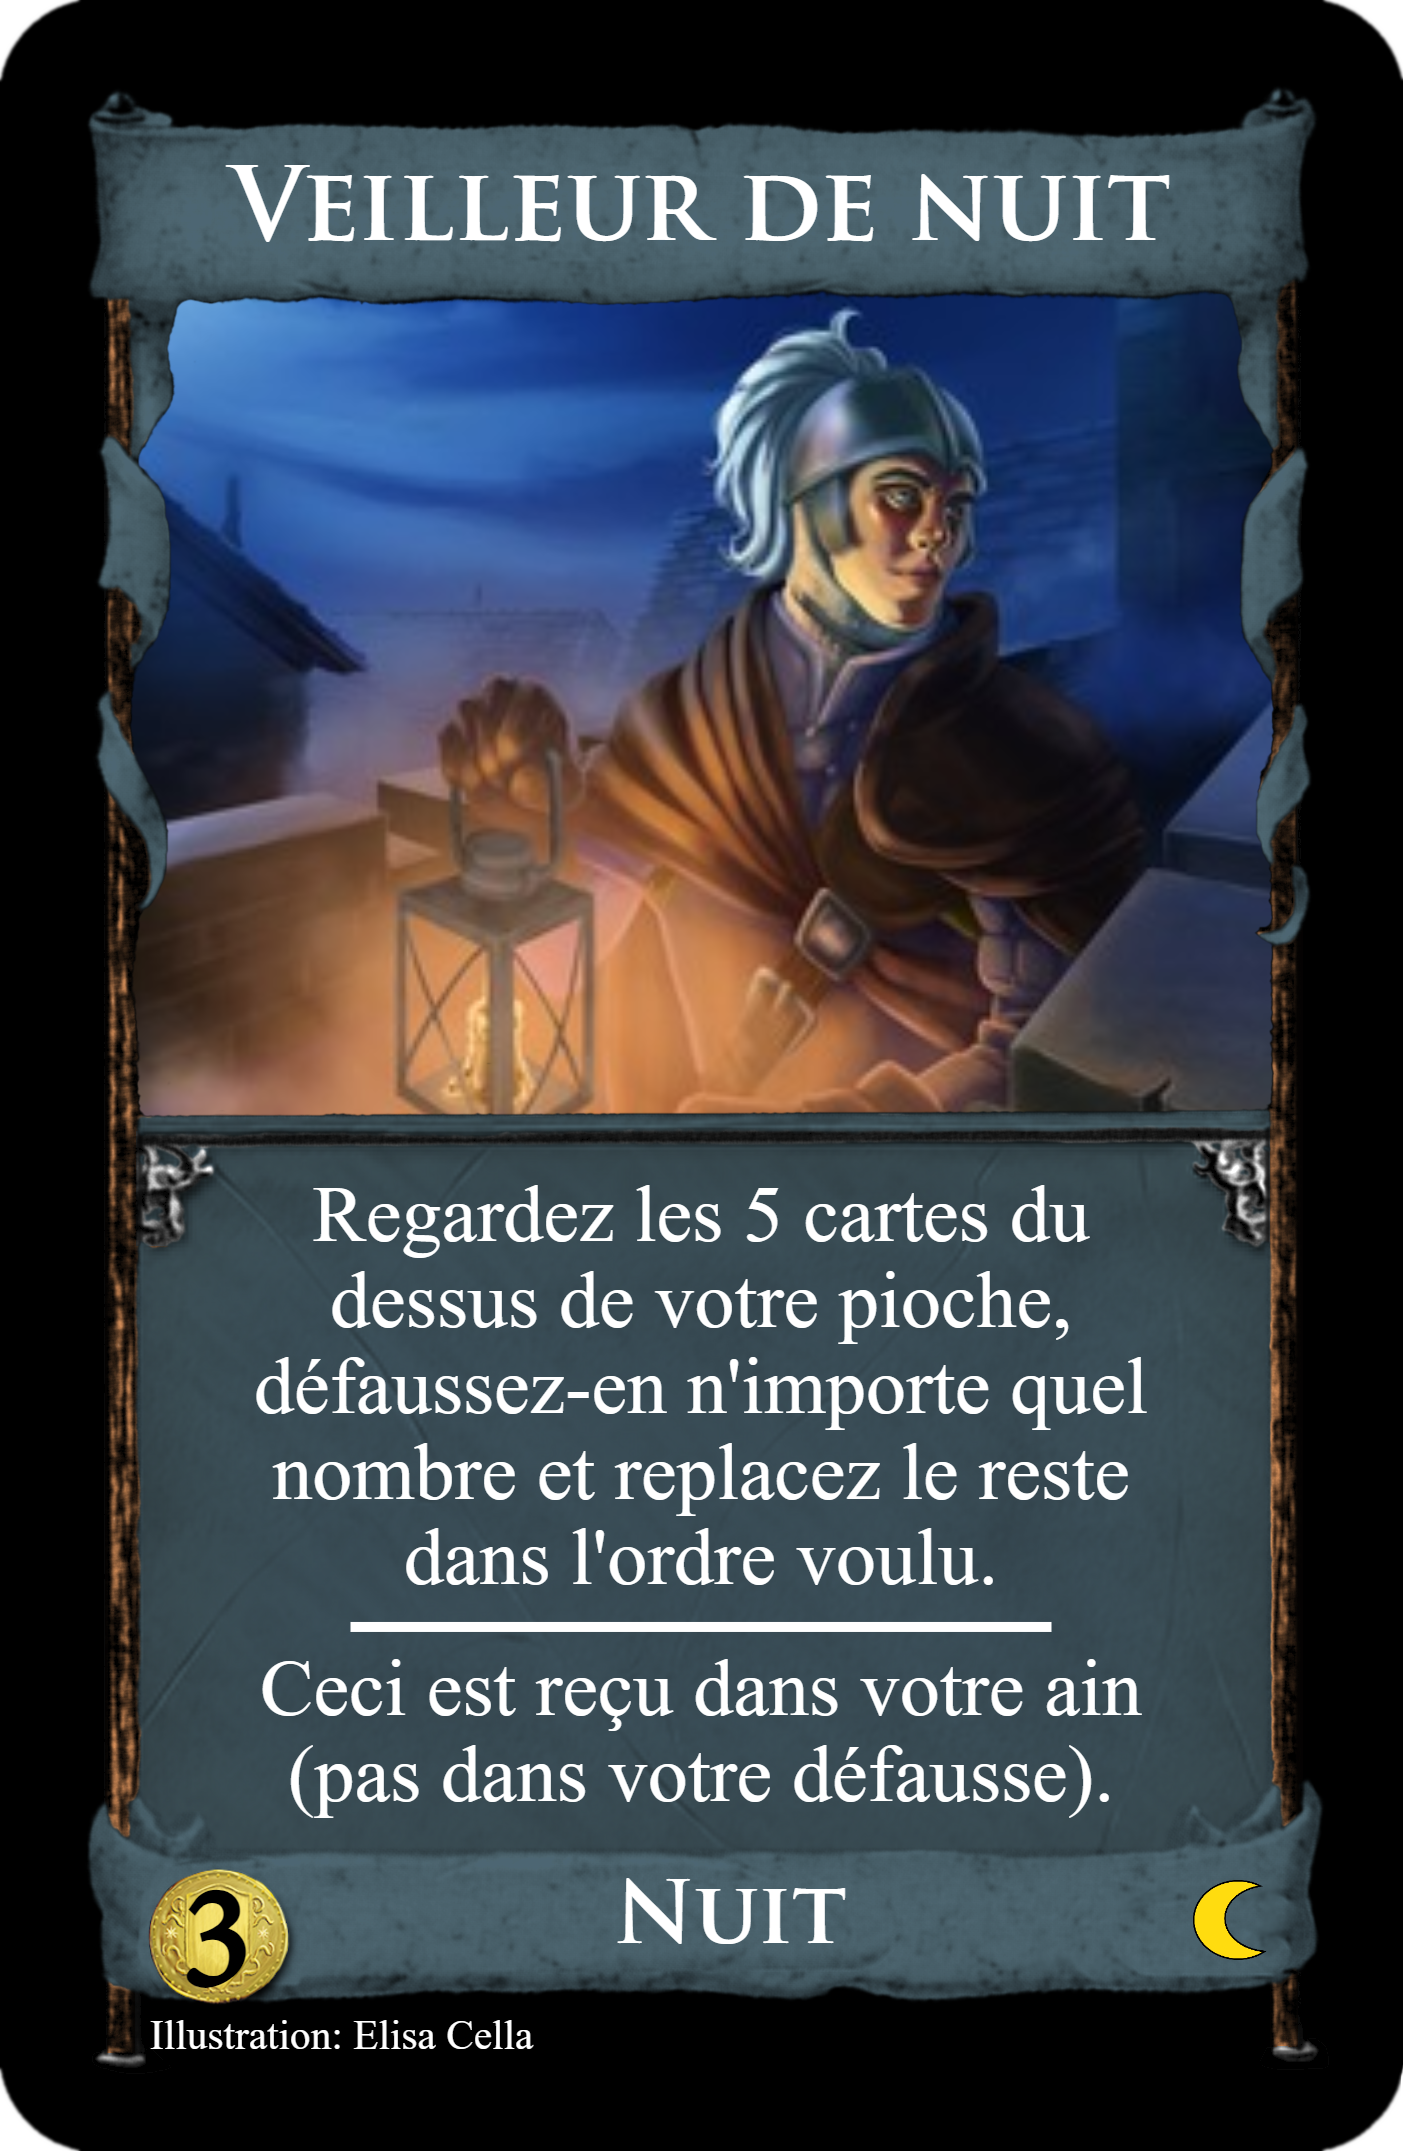 Veilleur de nuit
Regardez les 5 cartes du
dessus de votre pioche,
défaussez-en n'importe quel
nombre et replacez le reste
dans l'ordre voulu.
Ceci est reçu dans votre ain
(pas dans votre défausse).
3
Nuit
Illustration: Elisa Cella